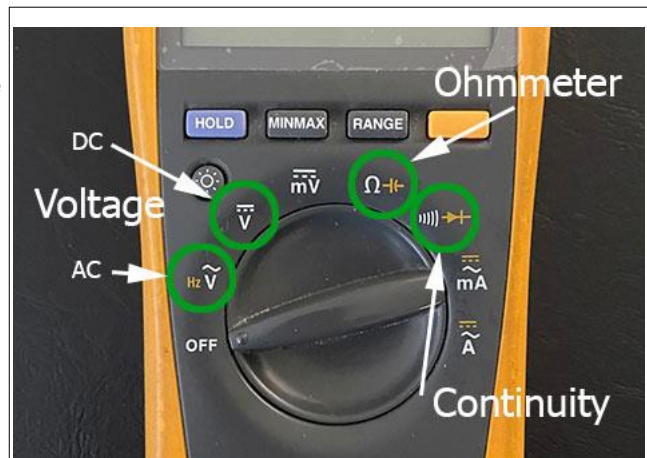 Ohmmeter
HOLD MINMAX RANGE
DC
mV
Ω
Voltage
V
AC
Hz V
mA
OFF
A
Continuity